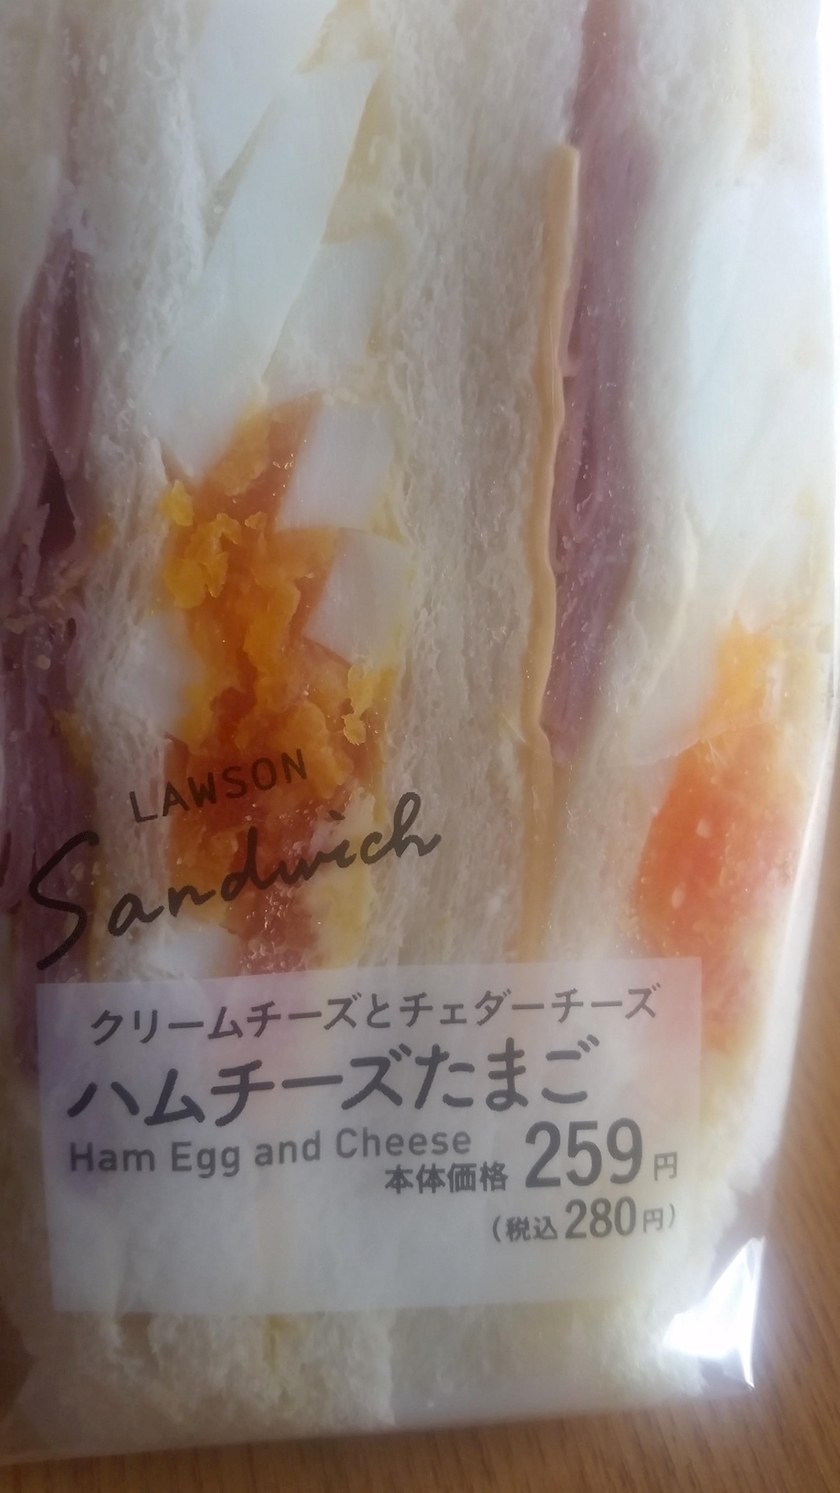 LAWSON
Sandwich
クリームチーズとチェダーチーズ
ハムチーズたまご
Ham Egg and Cheese
本体価格 259円
(税込280円)